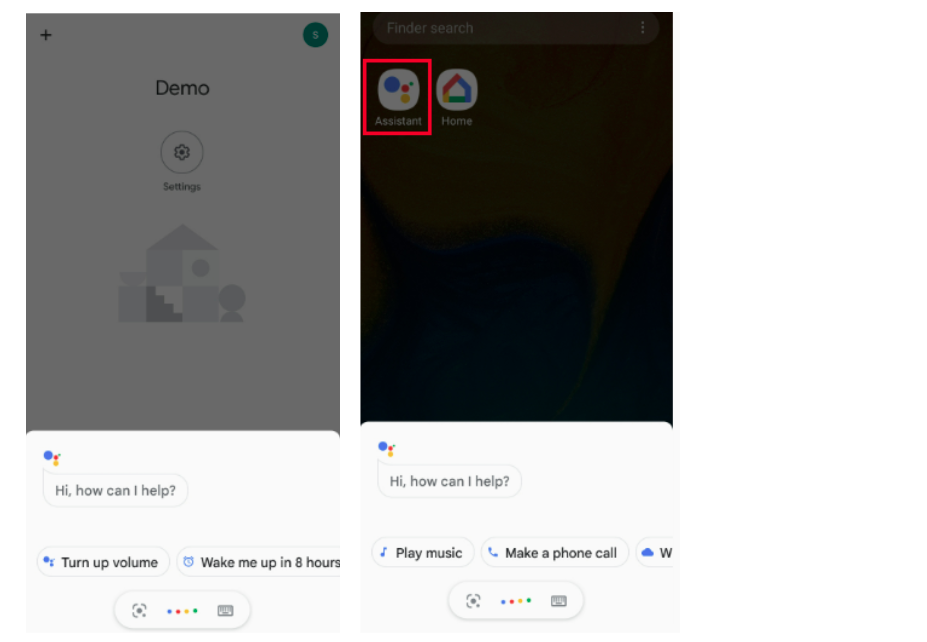 S
Demo
Settings
Hi, how can I help?
Turn up volume
Wake me up in 8 hours
Finder search
Assistant
Home
Hi, how can I help?
Play music
Make a phone call
W